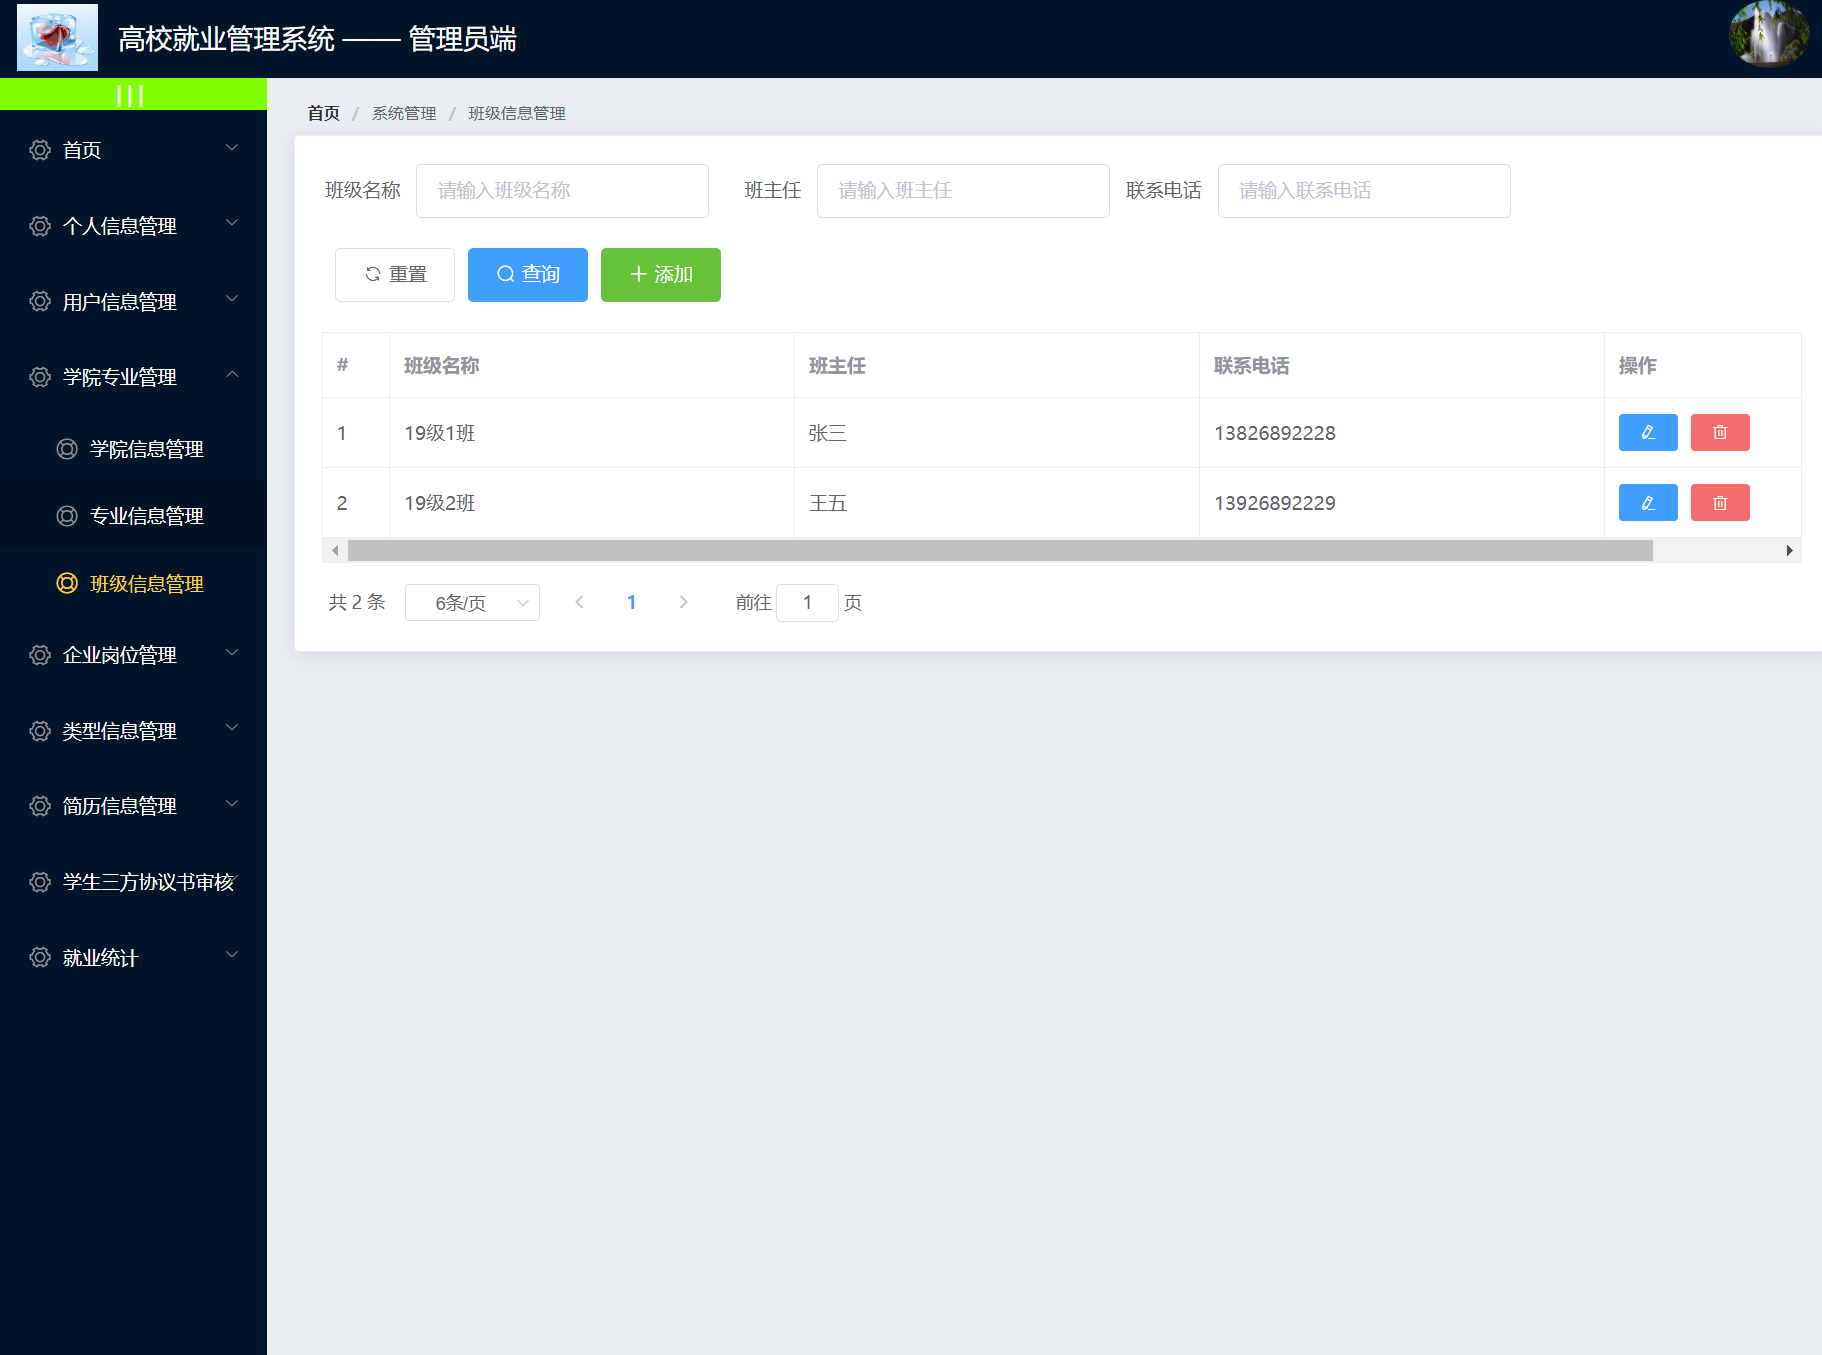 高校就业管理系统 —— 管理员端
|||
首页
个人信息管理
用户信息管理
学院专业管理
学院信息管理
专业信息管理
班级信息管理
企业岗位管理
类型信息管理
简历信息管理
学生三方协议书审核
就业统计
首页 / 系统管理 / 班级信息管理
班级名称 请输入班级名称 班主任 请输入班主任 联系电话 请输入联系电话
重置 查询 添加
# 班级名称 班主任 联系电话 操作
1 19级1班 张三 13826892228
2 19级2班 王五 13926892229
共 2 条 6条/页 1 前往 1 页